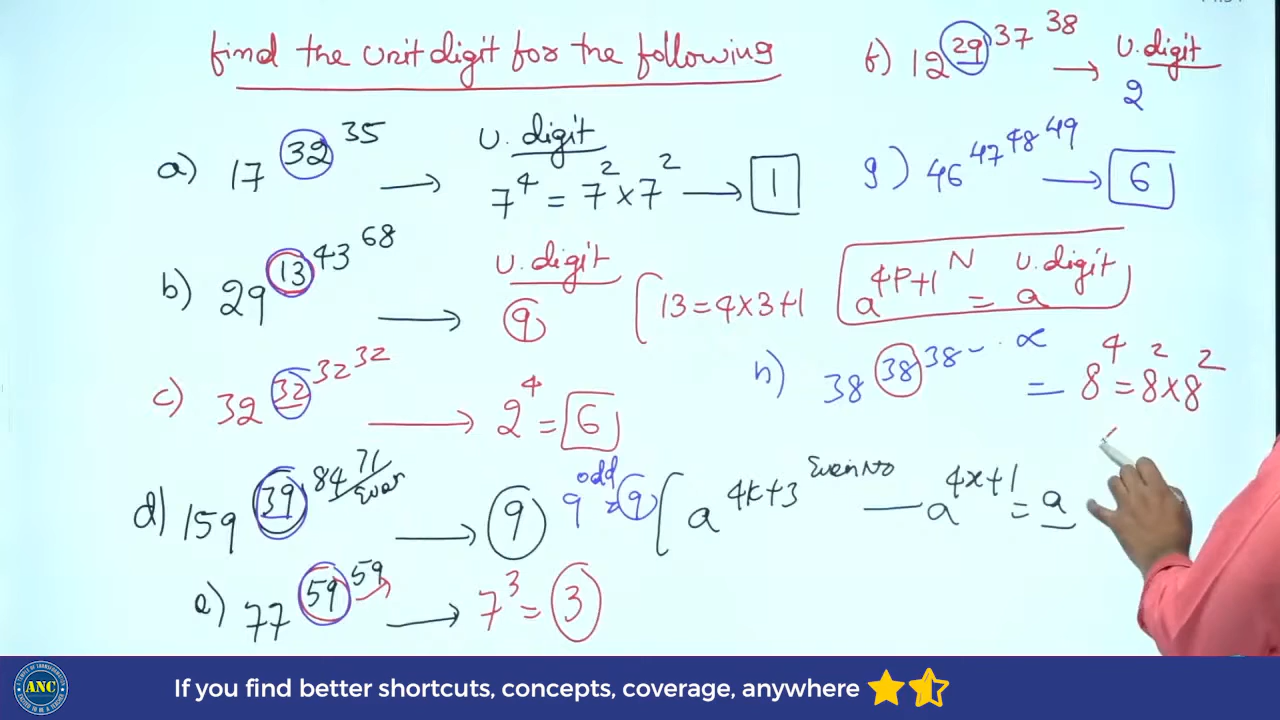 find the unit digit for the following
a) 17^32^35 → U. digit
7^4 = 7^2 x 7^2 → 1
b) 29^13^43^68 → U. digit
9 [ 13 = 4x3+1
a^4P+1^N = a U. digit
c) 32^32^32^32 → 2^4 = 6
d) 159^39^84^71 Even → 9 9^odd = 9 [ a^4k+3^Even No — a^4x+1 = a
e) 77^59^59 → 7^3 = 3
f) 12^29^37^38 → U. digit
2
g) 46^47^48^49 → 6
h) 38^38^38 - . ∝ = 8^4 = 8^2 x 8^2
ANC
If you find better shortcuts, concepts, coverage, anywhere